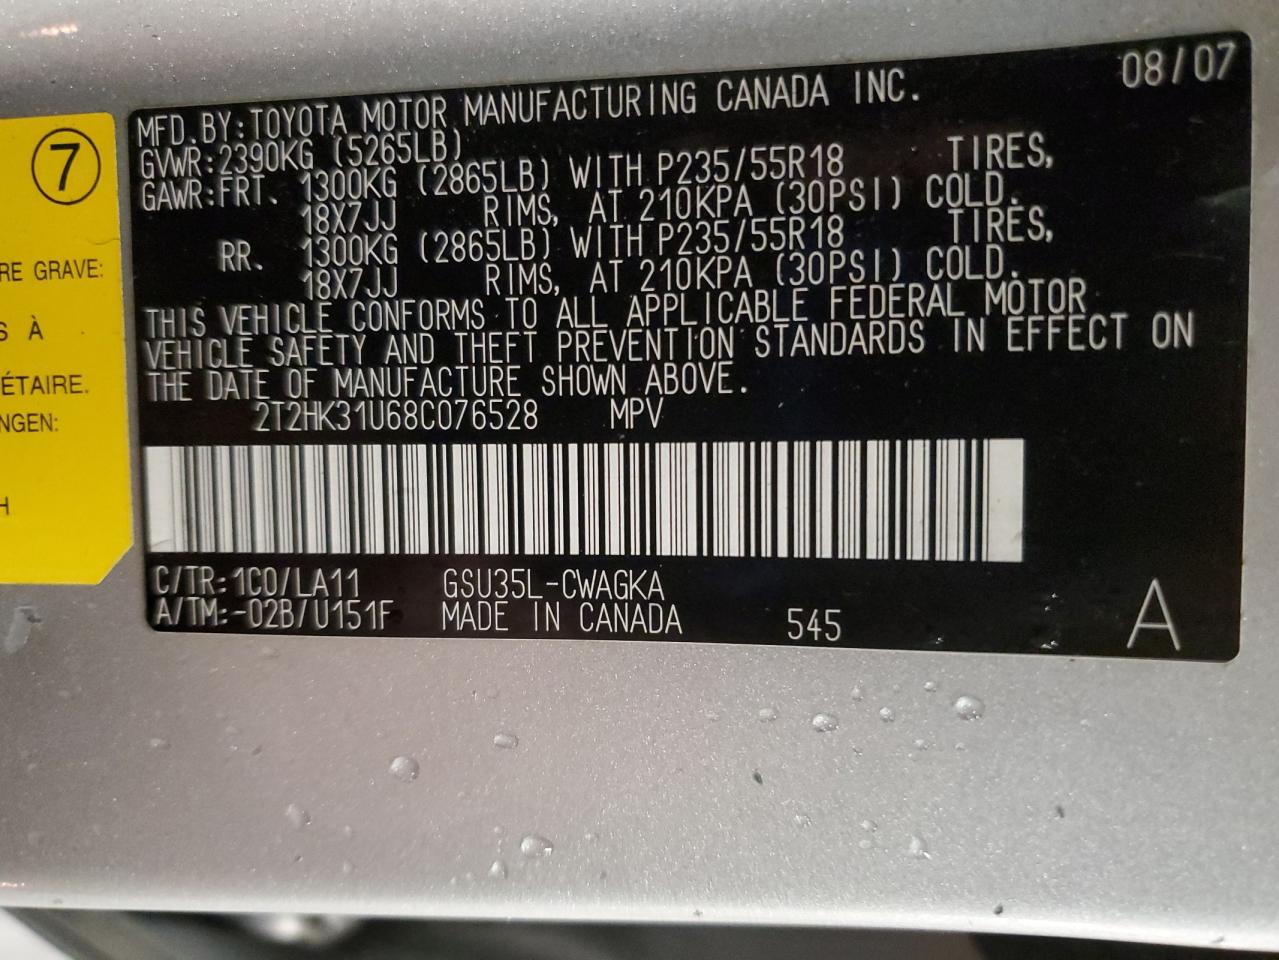 7
RE GRAVE:
S À
ÉTAIRE.
NGEN:
H
08/07
MFD.BY:TOYOTA MOTOR MANUFACTURING CANADA INC.
GVWR:2390KG (5265LB)
GAWR:FRT. 1300KG (2865LB) WITH P235/55R18 TIRES,
18X7JJ RIMS, AT 210KPA (30PSI) COLD.
RR. 1300KG (2865LB) WITH P235/55R18 TIRES,
18X7JJ RIMS, AT 210KPA (30PSI) COLD.
THIS VEHICLE CONFORMS TO ALL APPLICABLE FEDERAL MOTOR
VEHICLE SAFETY AND THEFT PREVENTION STANDARDS IN EFFECT ON
THE DATE OF MANUFACTURE SHOWN ABOVE.
2T2HK31U68C076528 MPV
C/TR:1C0/LA11 GSU35L-CWAGKA
A/TM:-02B/U151F MADE IN CANADA 545 A